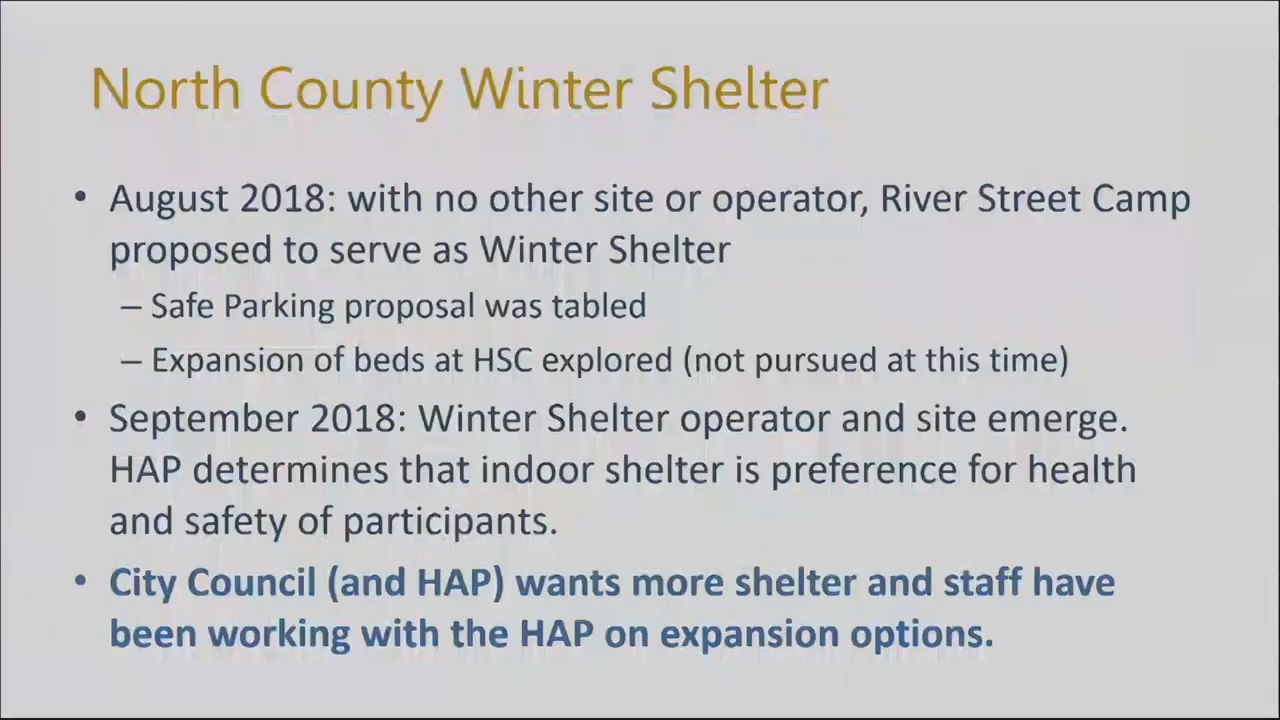 North County Winter Shelter
• August 2018: with no other site or operator, River Street Camp
proposed to serve as Winter Shelter
– Safe Parking proposal was tabled
– Expansion of beds at HSC explored (not pursued at this time)
• September 2018: Winter Shelter operator and site emerge.
HAP determines that indoor shelter is preference for health
and safety of participants.
• City Council (and HAP) wants more shelter and staff have
been working with the HAP on expansion options.